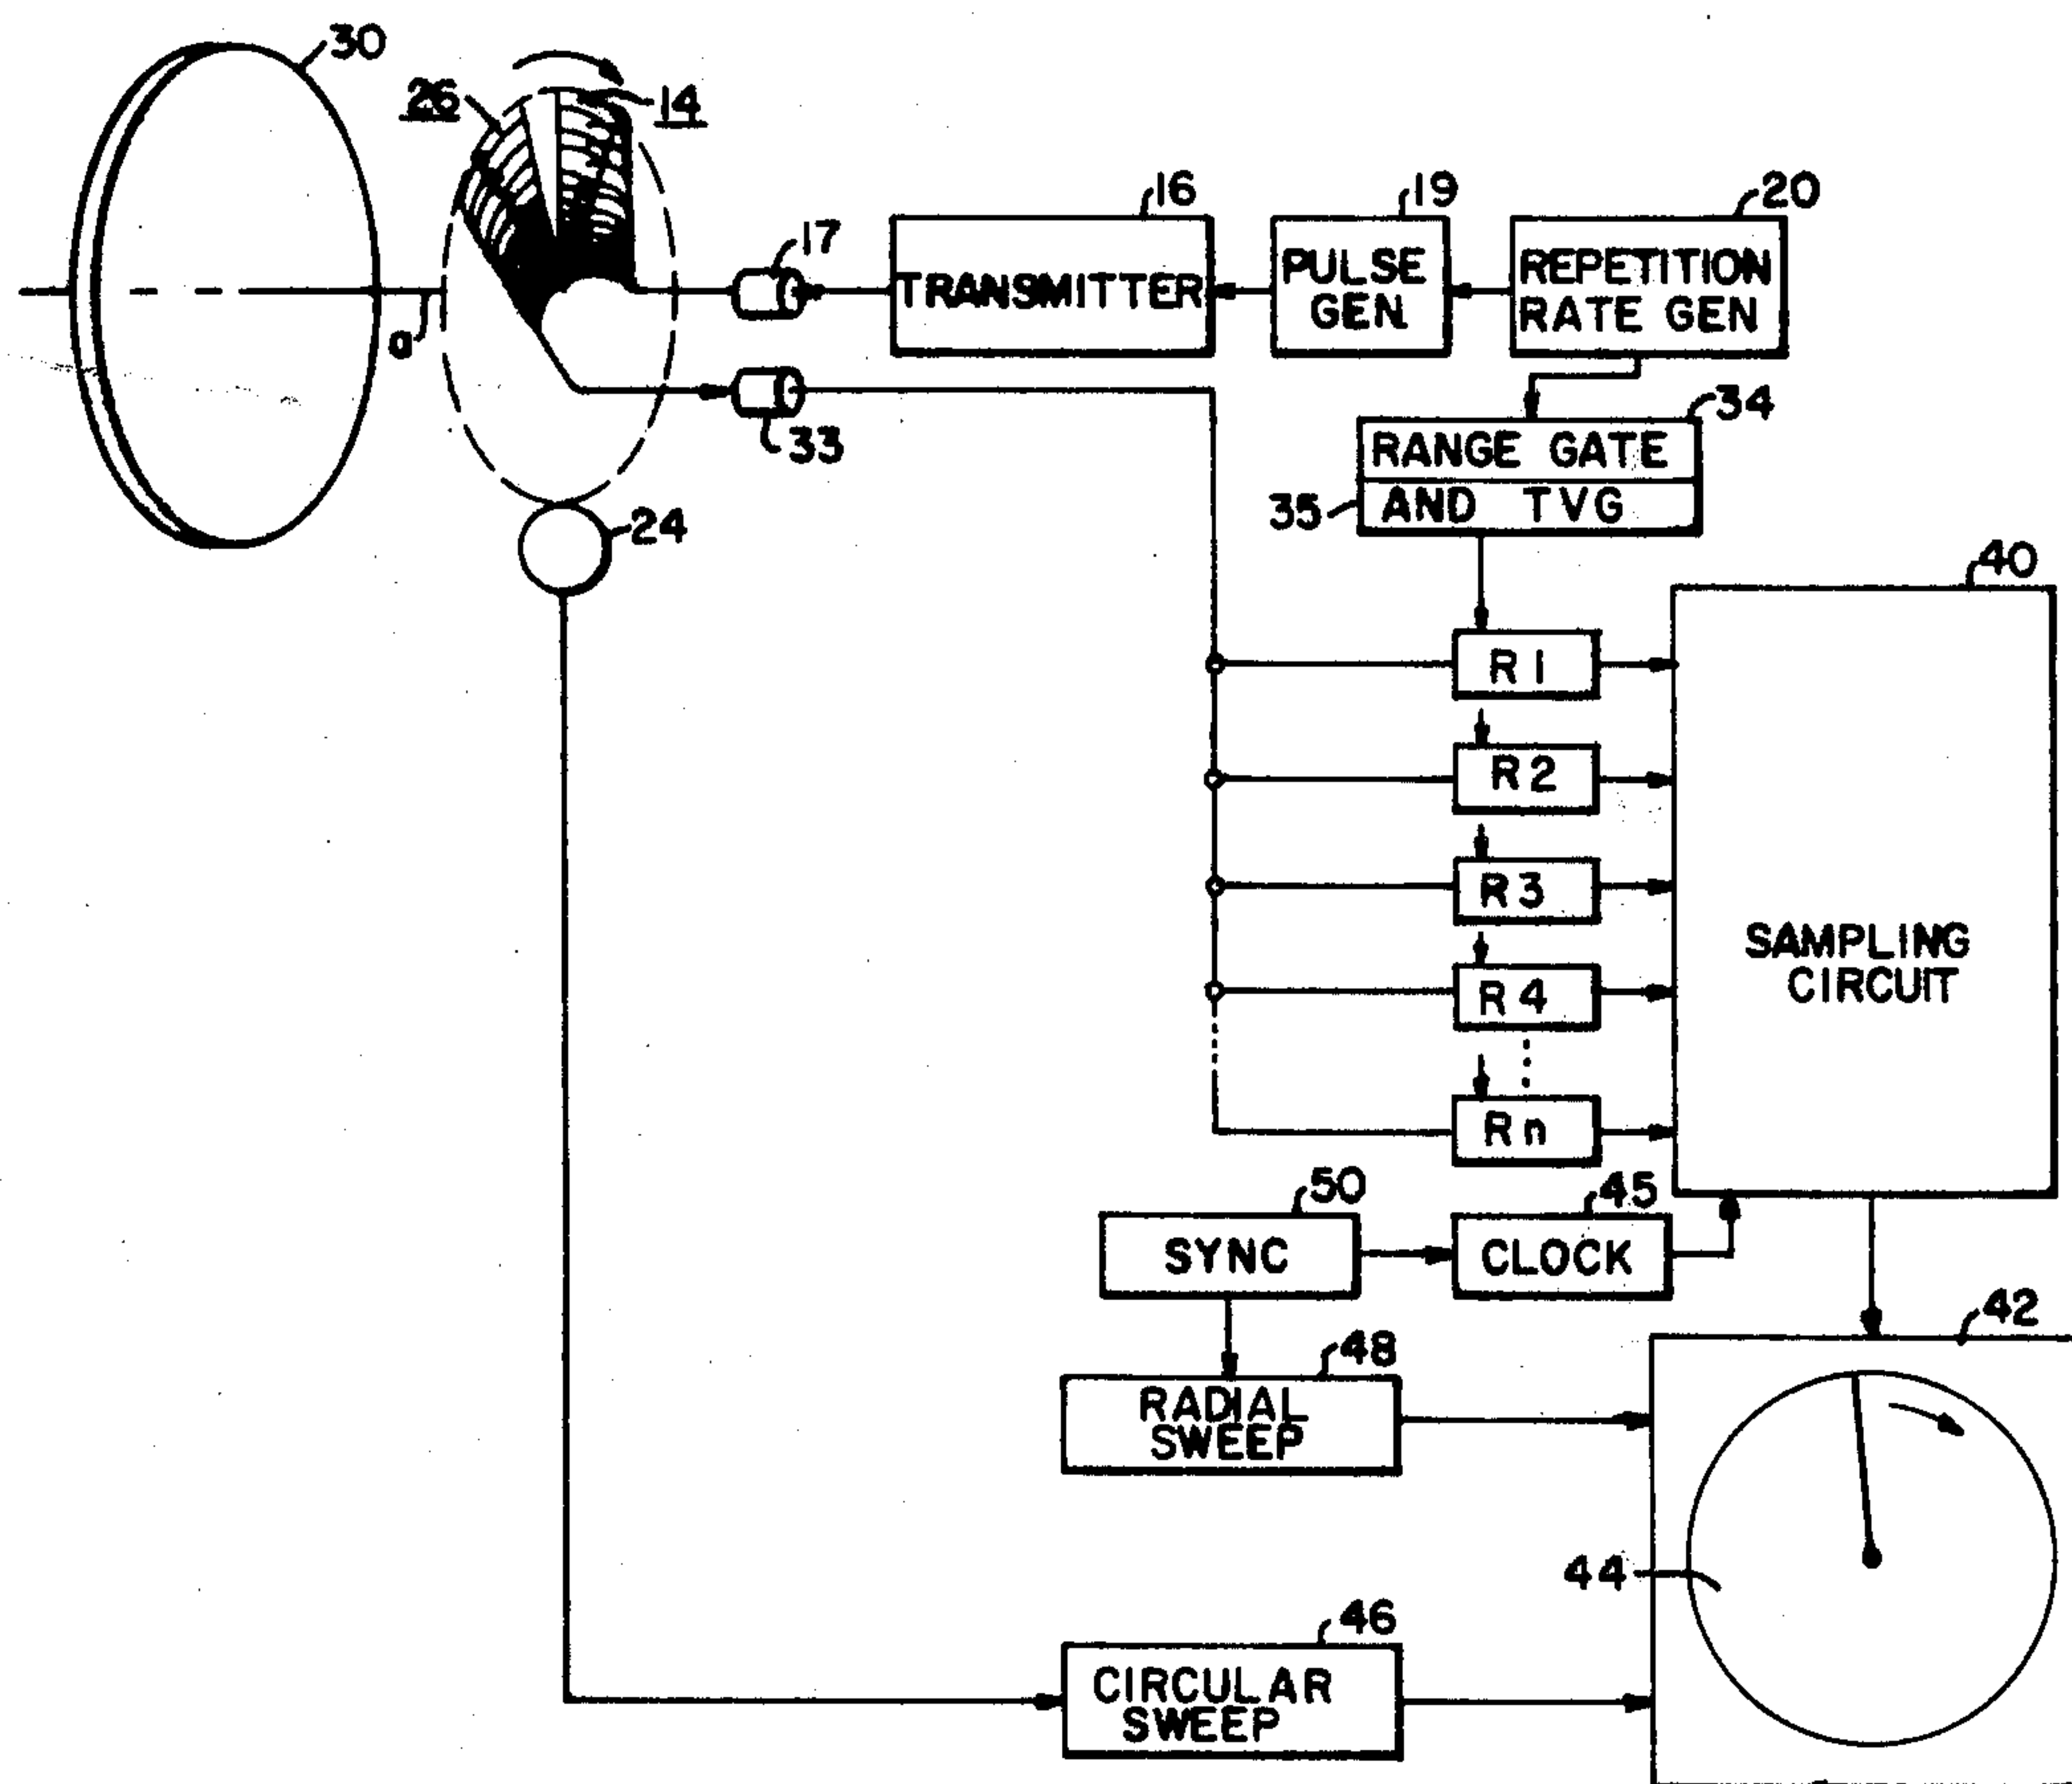 30
26
14
16
19
20
17
TRANSMITTER
PULSE
GEN.
REPETITION
RATE GEN
a
33
34
RANGE GATE
35
AND TVG
24
40
R1
R2
R3
R4
Rn
SAMPLING
CIRCUIT
50
45
SYNC
CLOCK
42
48
RADIAL
SWEEP
44
46
CIRCULAR
SWEEP